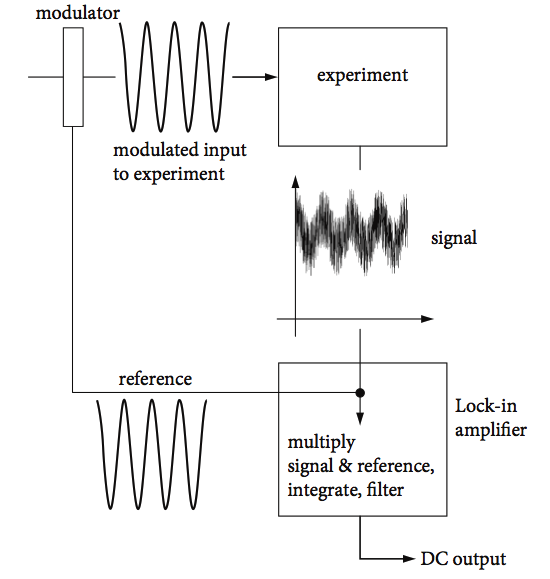 modulator
experiment
modulated input
to experiment
signal
reference
Lock-in
amplifier
multiply
signal & reference,
integrate, filter
DC output